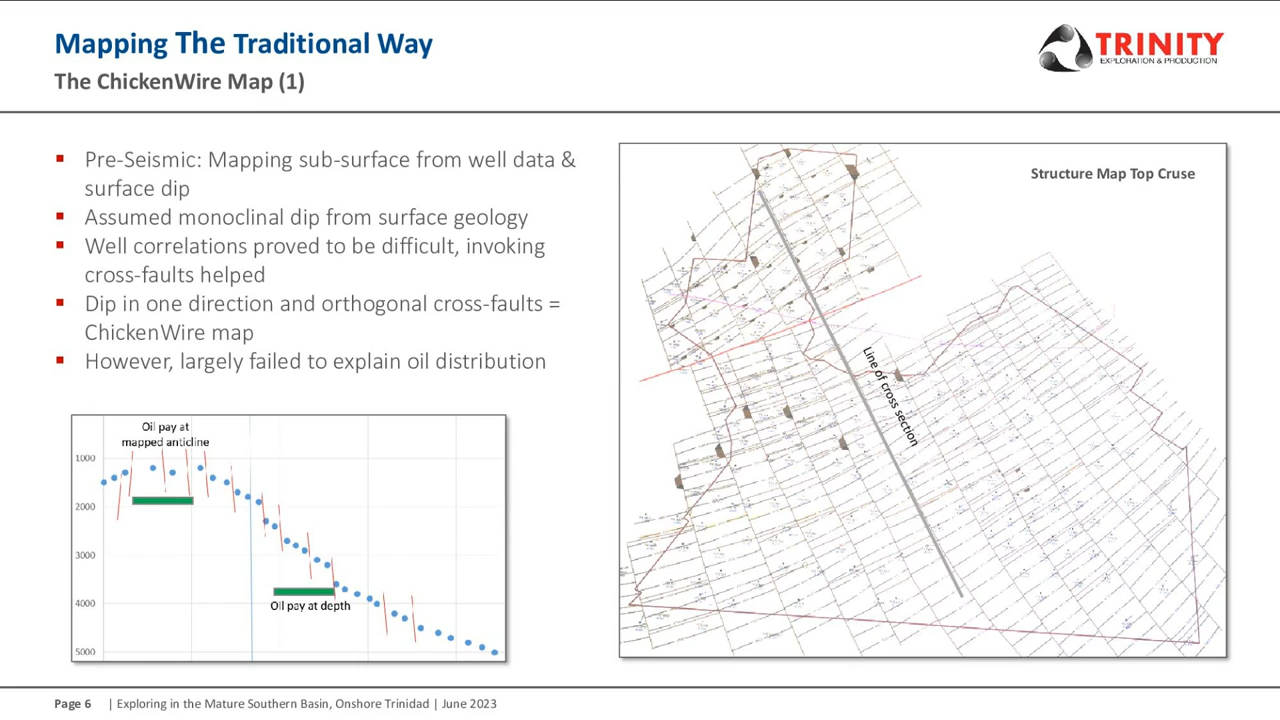 Mapping The Traditional Way
The ChickenWire Map (1)
TRINITY
EXPLORATION & PRODUCTION
Pre-Seismic: Mapping sub-surface from well data &
surface dip
Assumed monoclinal dip from surface geology
Well correlations proved to be difficult, invoking
cross-faults helped
Dip in one direction and orthogonal cross-faults =
ChickenWire map
However, largely failed to explain oil distribution
Oil pay at
mapped anticline
1000
2000
3000
4000
5000
Oil pay at depth
Structure Map Top Cruse
Line of cross section
Page 6 | Exploring in the Mature Southern Basin, Onshore Trinidad | June 2023